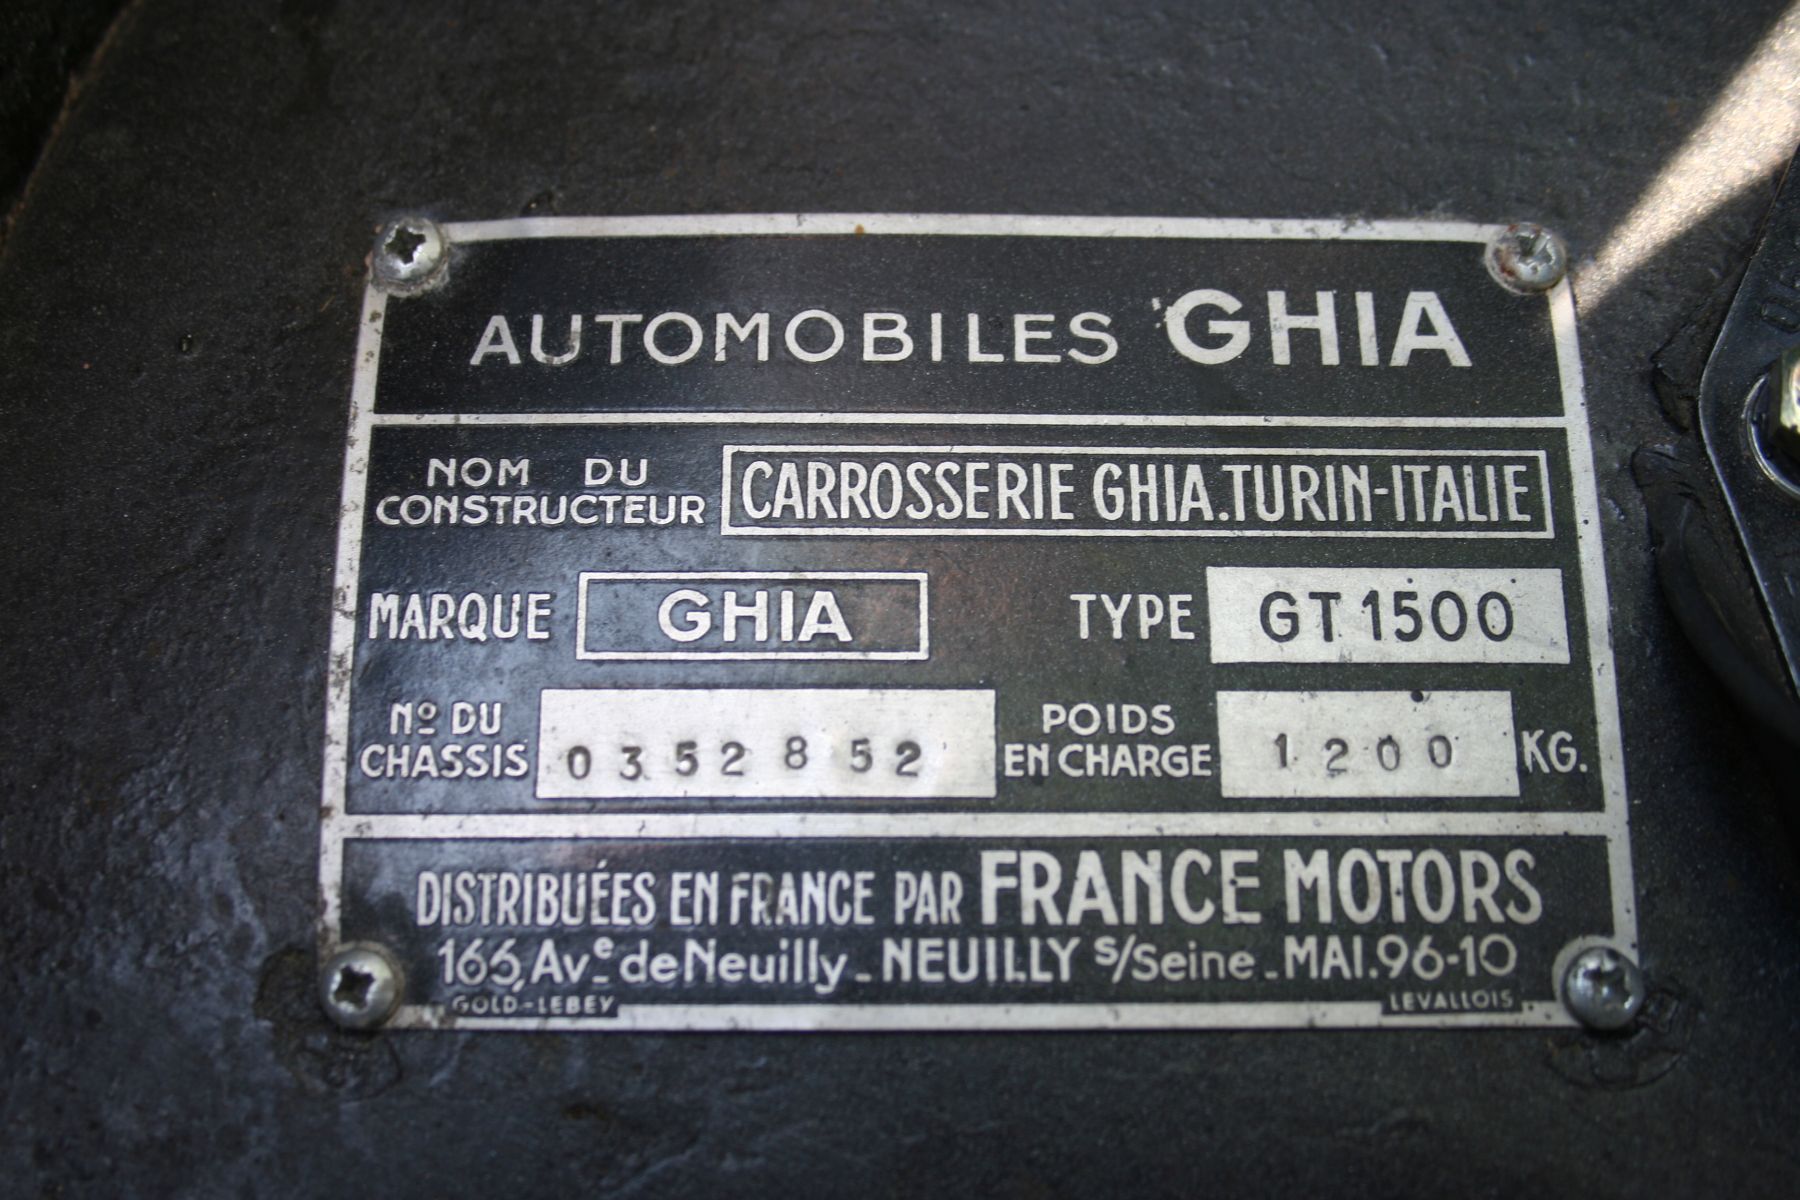 AUTOMOBILES GHIA
NOM DU CONSTRUCTEUR CARROSSERIE GHIA.TURIN-ITALIE
MARQUE GHIA TYPE GT 1500
Nº DU CHASSIS 0352852 POIDS EN CHARGE 1200 KG.
DISTRIBUÉES EN FRANCE PAR FRANCE MOTORS
166, Avᵉ de Neuilly - NEUILLY s/Seine - MAI.96-10
GOLD-LEBEY LEVALLOIS